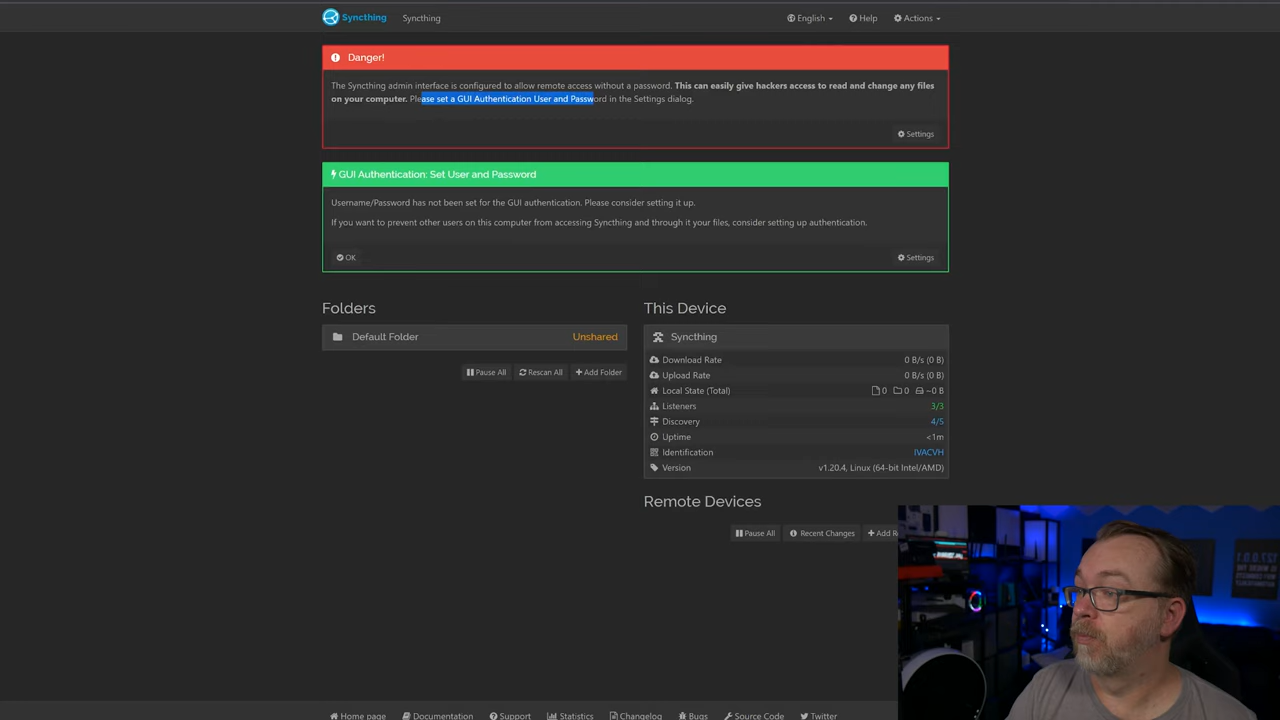 Syncthing Syncthing English Help Actions
Danger!
The Syncthing admin interface is configured to allow remote access without a password. This can easily give hackers access to read and change any files
on your computer. Please set a GUI Authentication User and Password in the Settings dialog.
Settings
GUI Authentication: Set User and Password
Username/Password has not been set for the GUI authentication. Please consider setting it up.
If you want to prevent other users on this computer from accessing Syncthing and through it your files, consider setting up authentication.
OK Settings
Folders
Default Folder Unshared
Pause All Rescan All Add Folder
This Device
Syncthing
Download Rate 0 B/s (0 B)
Upload Rate 0 B/s (0 B)
Local State (Total) 0 0 ~0 B
Listeners 3/3
Discovery 4/5
Uptime <1m
Identification IVACVH
Version v1.20.4, Linux (64-bit Intel/AMD)
Remote Devices
Pause All Recent Changes Add
127.0.0.1
Home page Documentation Support Statistics Changelog Bugs Source Code Twitter